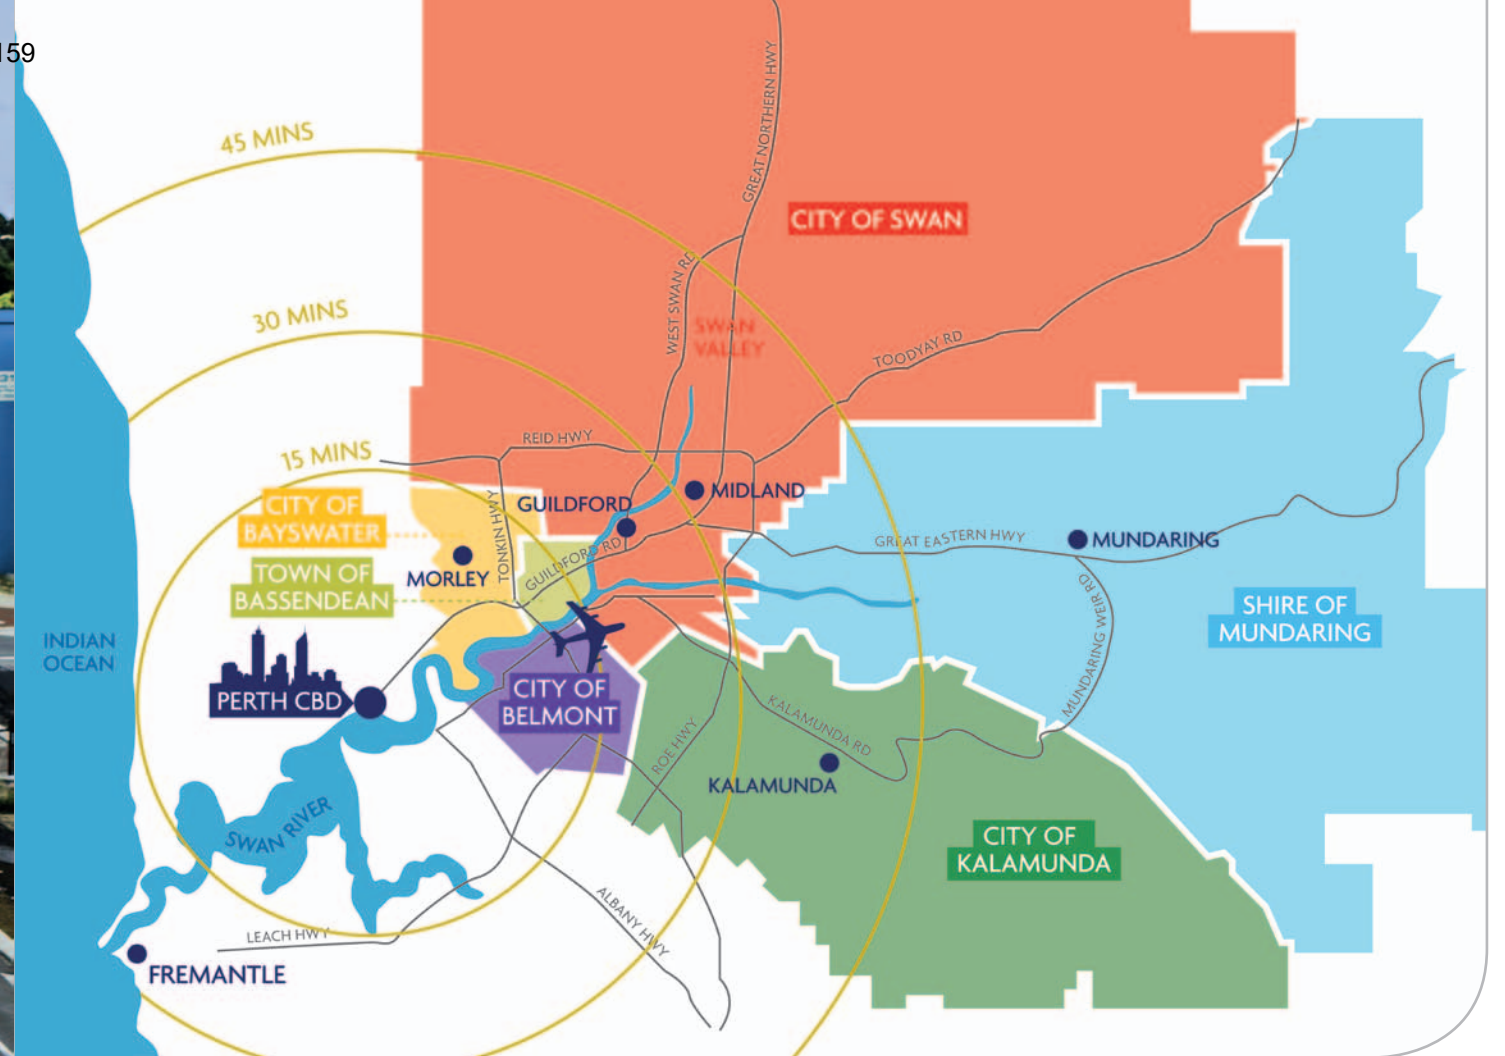 159
45 MINS
GREAT NORTHERN HWY
CITY OF SWAN
30 MINS
WEST SWAN RD
SWAN
VALLEY
TOODYAY RD
15 MINS
REID HWY
CITY OF
BAYSWATER
TONKIN HWY
GUILDFORD
MIDLAND
GUILDFORD RD
GREAT EASTERN HWY
MUNDARING
MORLEY
TOWN OF
BASSENDEAN
MUNDARING WEIR RD
SHIRE OF
MUNDARING
INDIAN
OCEAN
PERTH CBD
CITY OF
BELMONT
KALAMUNDA RD
ROE HWY
KALAMUNDA
SWAN RIVER
CITY OF
KALAMUNDA
ALBANY HWY
LEACH HWY
FREMANTLE